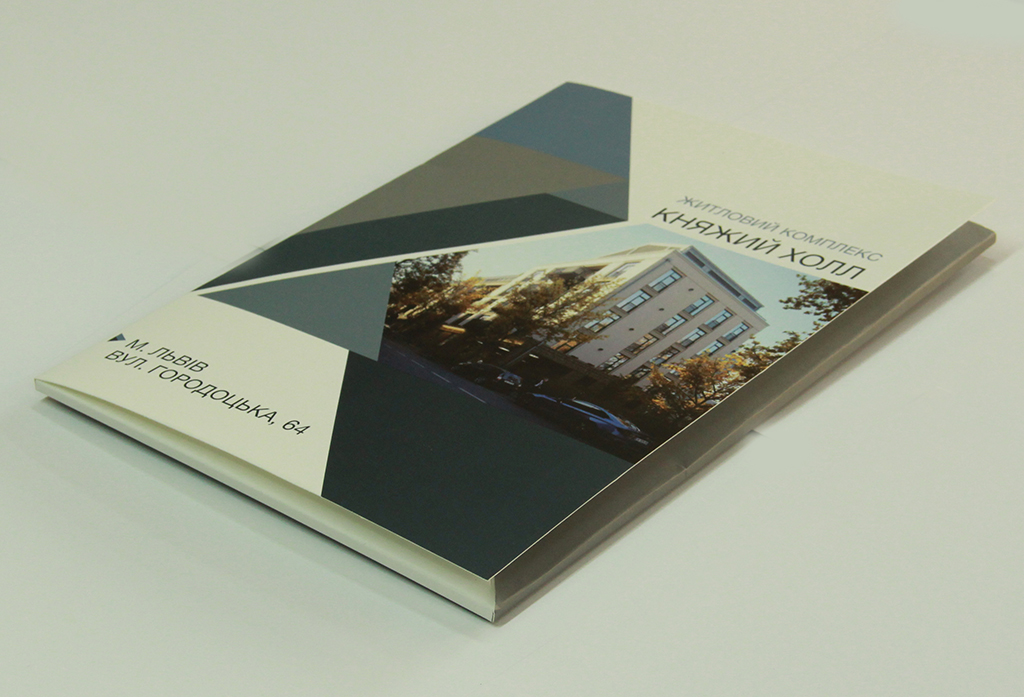 ЖИТЛОВИЙ КОМПЛЕКС
КНЯЖИЙ ХОЛЛ
М. ЛЬВІВ
ВУЛ. ГОРОДОЦЬКА, 64